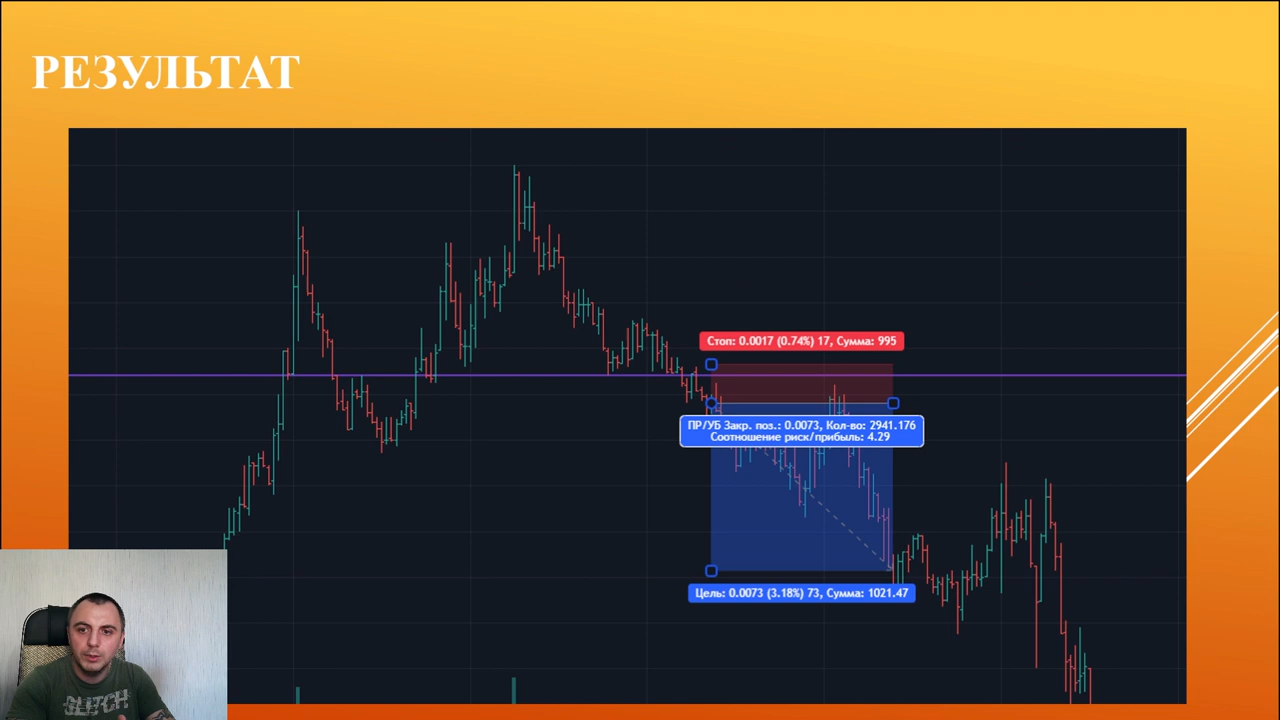 РЕЗУЛЬТАТ
Стоп: 0.0017 (0.74%) 17, Сумма: 995
ПР/УБ Закр. поз.: 0.0073, Кол-во: 2941.176
Соотношение риск/прибыль: 4.29
Цель: 0.0073 (3.18%) 73, Сумма: 1021.47
GLITCH